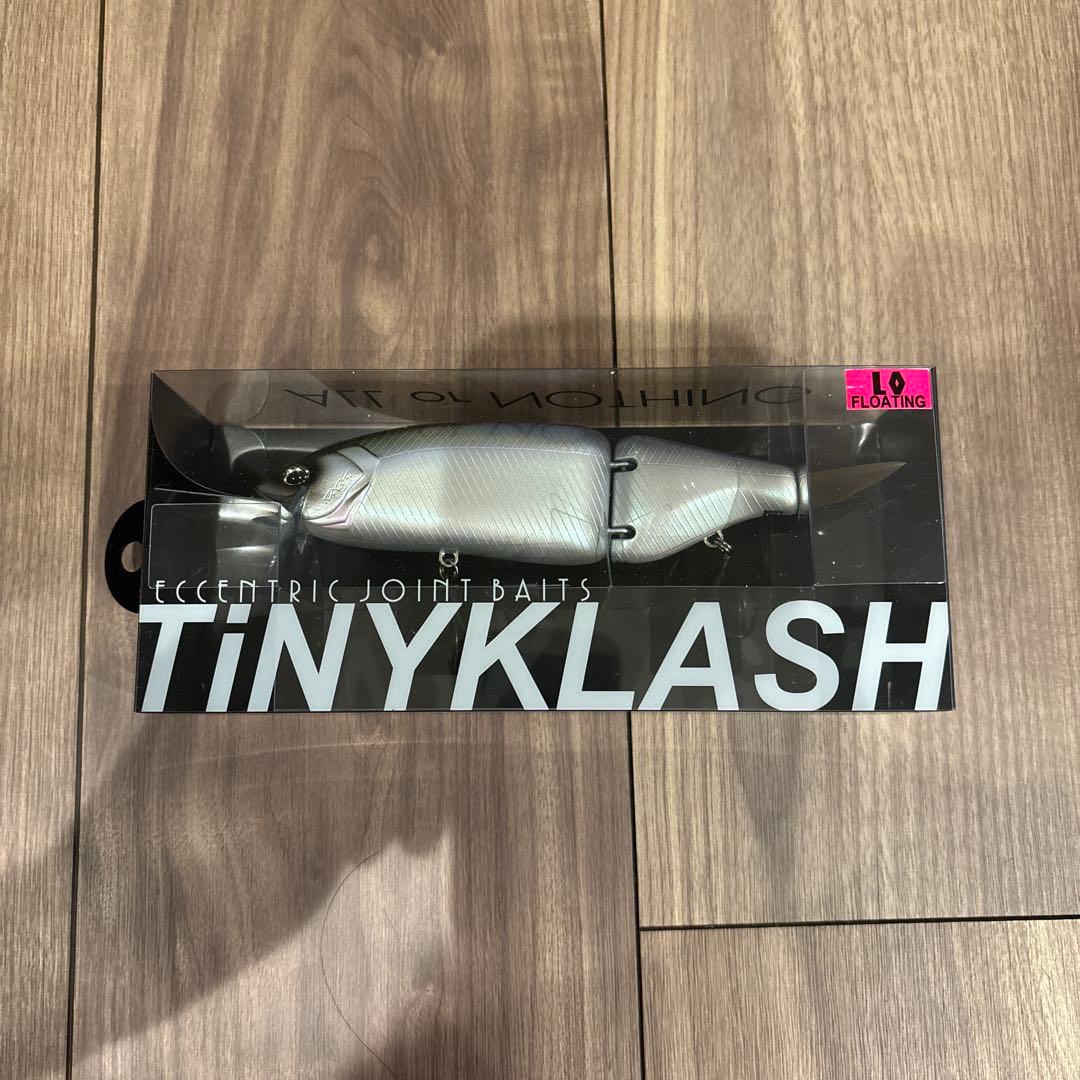 ALL or NOTHING
LO
FLOATING
ECCENTRIC JOINT BAITS
TiNYKLASH